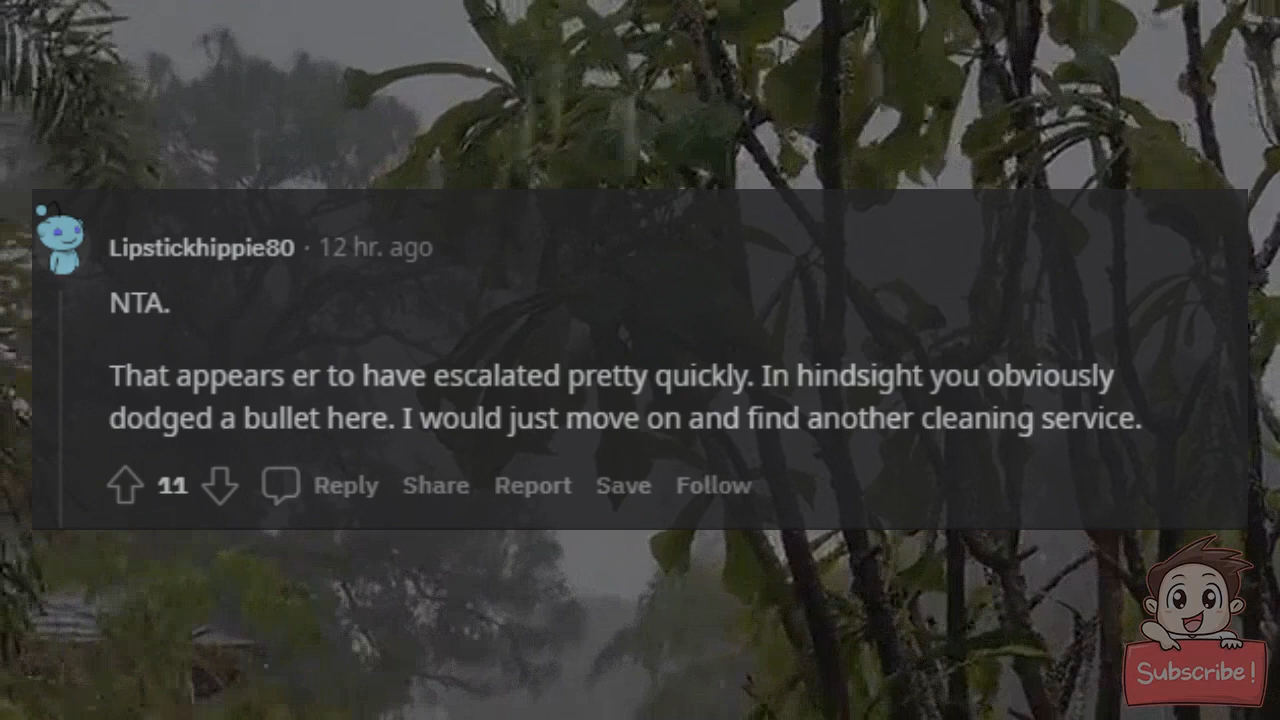 Lipstickhippie80 · 12 hr. ago
NTA.
That appears er to have escalated pretty quickly. In hindsight you obviously
dodged a bullet here. I would just move on and find another cleaning service.
11 Reply Share Report Save Follow
Subscribe!